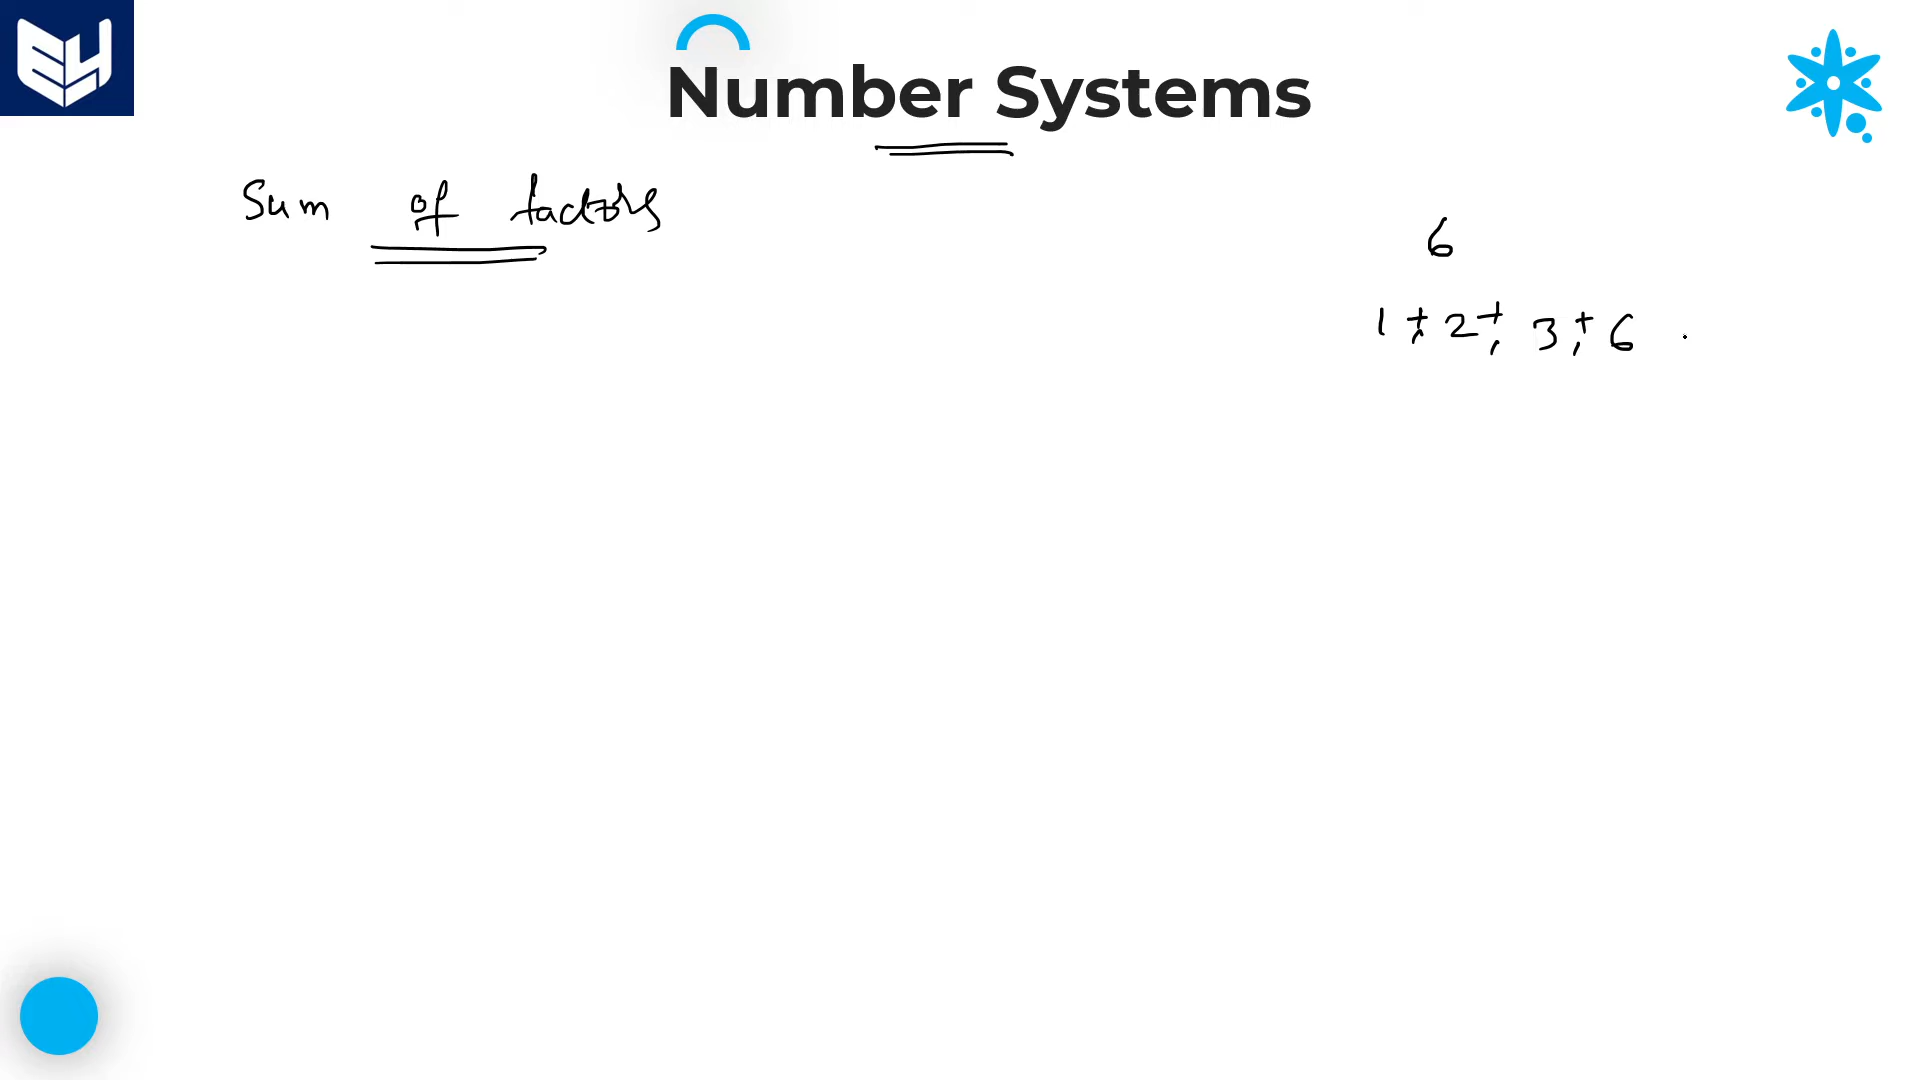 Number Systems
Sum of factors
6
1 +, 2 +, 3 +, 6 .